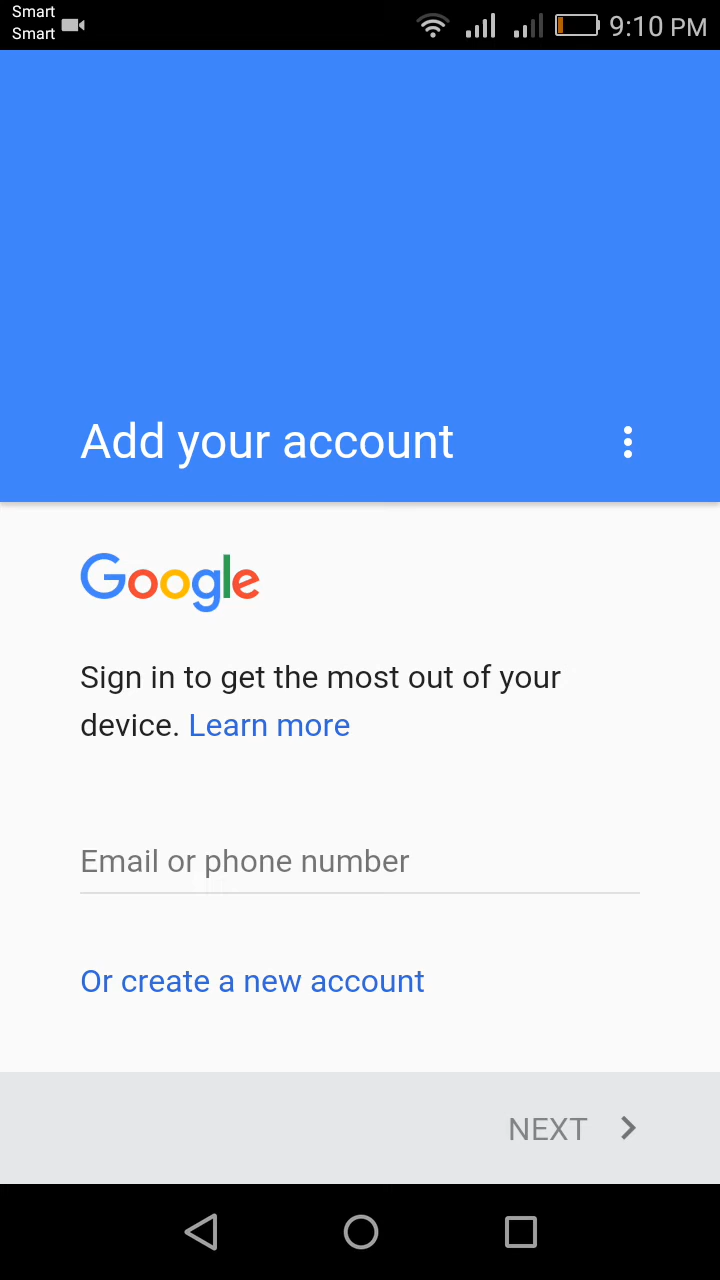 Smart
Smart
9:10 PM
Add your account
Google
Sign in to get the most out of your
device. Learn more
Email or phone number
Or create a new account
NEXT